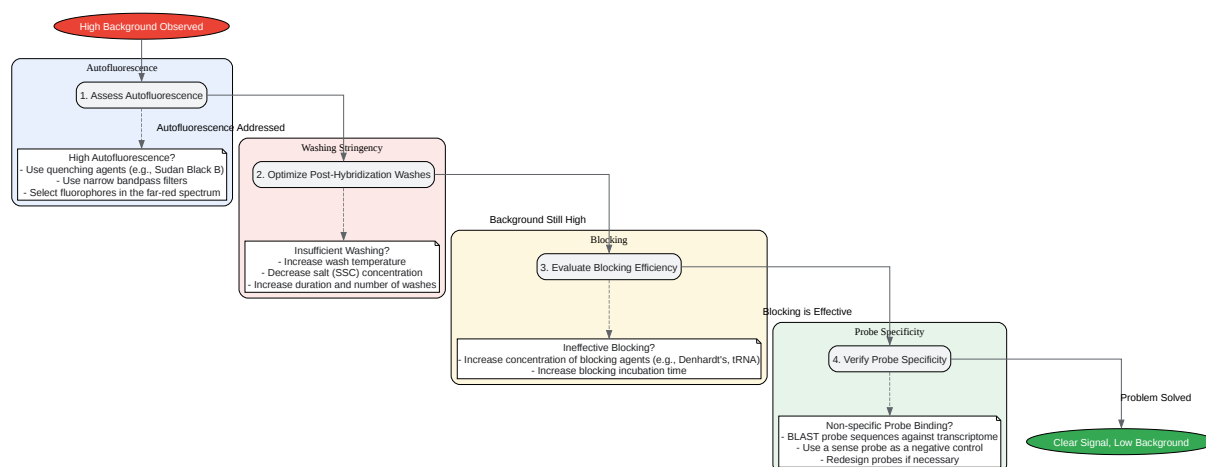 High Background Observed
Autofluorescence
1. Assess Autofluorescence
Autofluorescence Addressed
High Autofluorescence?
- Use quenching agents (e.g., Sudan Black B)
- Use narrow bandpass filters
- Select fluorophores in the far-red spectrum
Washing Stringency
2. Optimize Post-Hybridization Washes
Background Still High
Insufficient Washing?
- Increase wash temperature
- Decrease salt (SSC) concentration
- Increase duration and number of washes
Blocking
3. Evaluate Blocking Efficiency
Blocking is Effective
Ineffective Blocking?
- Increase concentration of blocking agents (e.g., Denhardt's, tRNA)
- Increase blocking incubation time
Probe Specificity
4. Verify Probe Specificity
Problem Solved
Non-specific Probe Binding?
- BLAST probe sequences against transcriptome
- Use a sense probe as a negative control
- Redesign probes if necessary
Clear Signal, Low Background